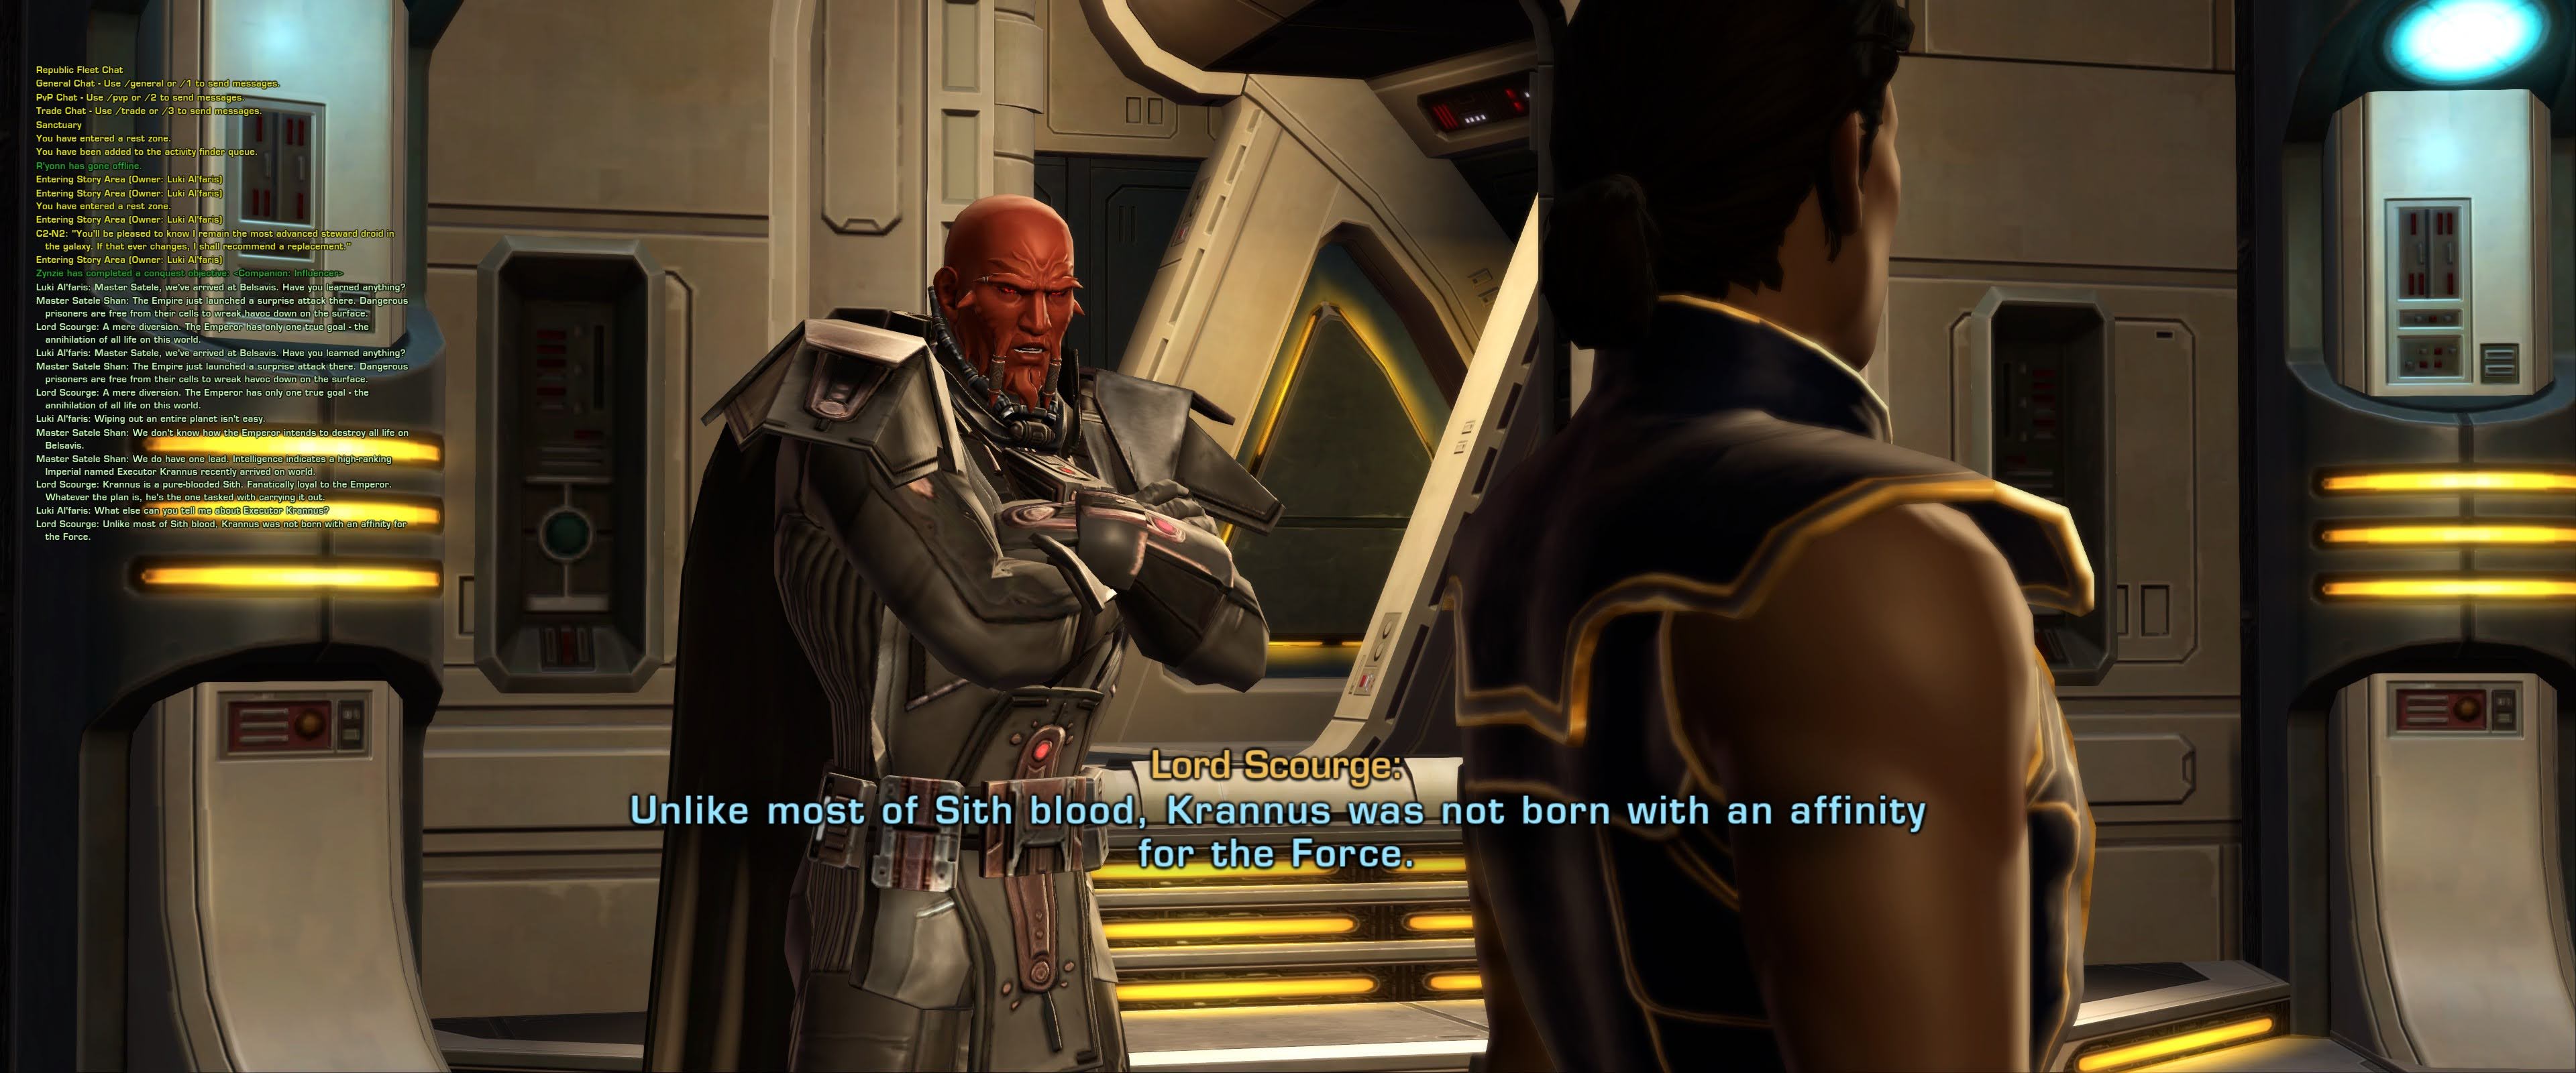 Republic Fleet Chat
General Chat - Use /general or /1 to send messages.
PvP Chat - Use /pvp or /2 to send messages.
Trade Chat - Use /trade or /3 to send messages.
Sanctuary
You have entered a rest zone.
You have been added to the activity finder queue.
R'yonn has gone offline.
Entering Story Area (Owner: Luki Al'faris)
Entering Story Area (Owner: Luki Al'faris)
You have entered a rest zone.
Entering Story Area (Owner: Luki Al'faris)
C2-N2: "You'll be pleased to know I remain the most advanced steward droid in
the galaxy. If that ever changes, I shall recommend a replacement."
Entering Story Area (Owner: Luki Al'faris)
Zynzie has completed a conquest objective: <Companion: Influencer>
Luki Al'faris: Master Satele, we've arrived at Belsavis. Have you learned anything?
Master Satele Shan: The Empire just launched a surprise attack there. Dangerous
prisoners are free from their cells to wreak havoc down on the surface.
Lord Scourge: A mere diversion. The Emperor has only one true goal - the
annihilation of all life on this world.
Luki Al'faris: Master Satele, we've arrived at Belsavis. Have you learned anything?
Master Satele Shan: The Empire just launched a surprise attack there. Dangerous
prisoners are free from their cells to wreak havoc down on the surface.
Lord Scourge: A mere diversion. The Emperor has only one true goal - the
annihilation of all life on this world.
Luki Al'faris: Wiping out an entire planet isn't easy.
Master Satele Shan: We don't know how the Emperor intends to destroy all life on
Belsavis.
Master Satele Shan: We do have one lead. Intelligence indicates a high-ranking
Imperial named Executor Krannus recently arrived on world.
Lord Scourge: Krannus is a pure-blooded Sith. Fanatically loyal to the Emperor.
Whatever the plan is, he's the one tasked with carrying it out.
Luki Al'faris: What else can you tell me about Executor Krannus?
Lord Scourge: Unlike most of Sith blood, Krannus was not born with an affinity for
the Force.
Lord Scourge:
Unlike most of Sith blood, Krannus was not born with an affinity
for the Force.